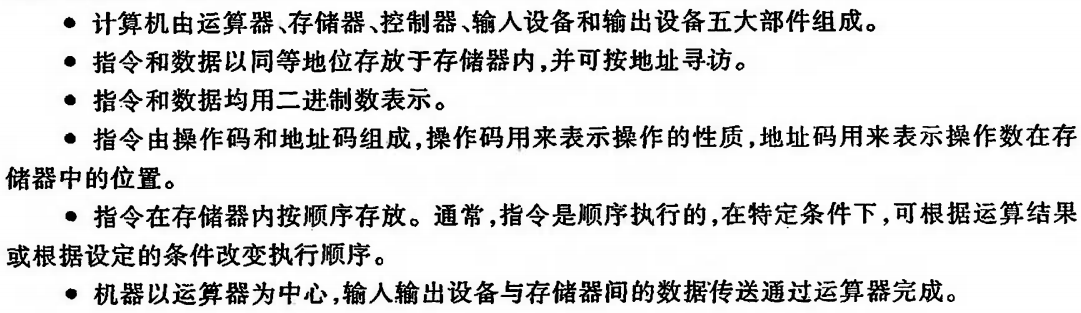 ● 计算机由运算器、存储器、控制器、输入设备和输出设备五大部件组成。
● 指令和数据以同等地位存放于存储器内,并可按地址寻访。
● 指令和数据均用二进制数表示。
● 指令由操作码和地址码组成,操作码用来表示操作的性质,地址码用来表示操作数在存
储器中的位置。
● 指令在存储器内按顺序存放。通常,指令是顺序执行的,在特定条件下,可根据运算结果
或根据设定的条件改变执行顺序。
● 机器以运算器为中心,输入输出设备与存储器间的数据传送通过运算器完成。